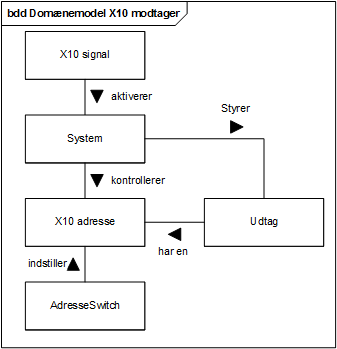 bdd Domænemodel X10 modtager
X10 signal
aktiverer
Styrer
System
kontrollerer
X10 adresse
Udtag
har en
indstiller
AdresseSwitch